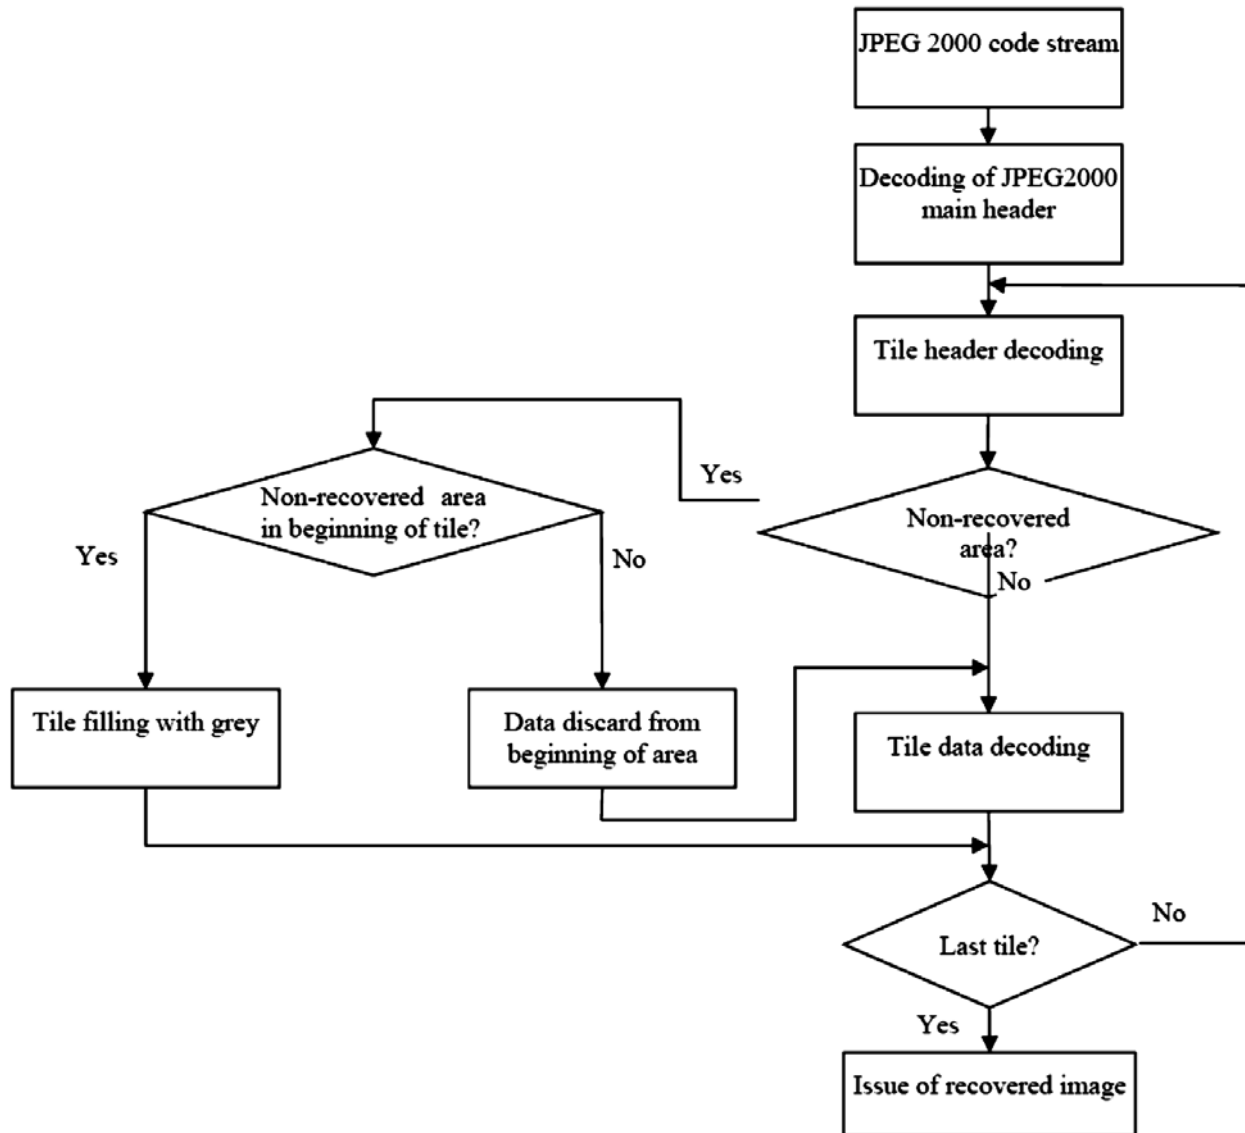 JPEG 2000 code stream
Decoding of JPEG2000
main header
Tile header decoding
Non-recovered
area?
Yes
No
Non-recovered area
in beginning of tile?
Yes
No
Tile filling with grey
Data discard from
beginning of area
Tile data decoding
Last tile?
No
Yes
Issue of recovered image